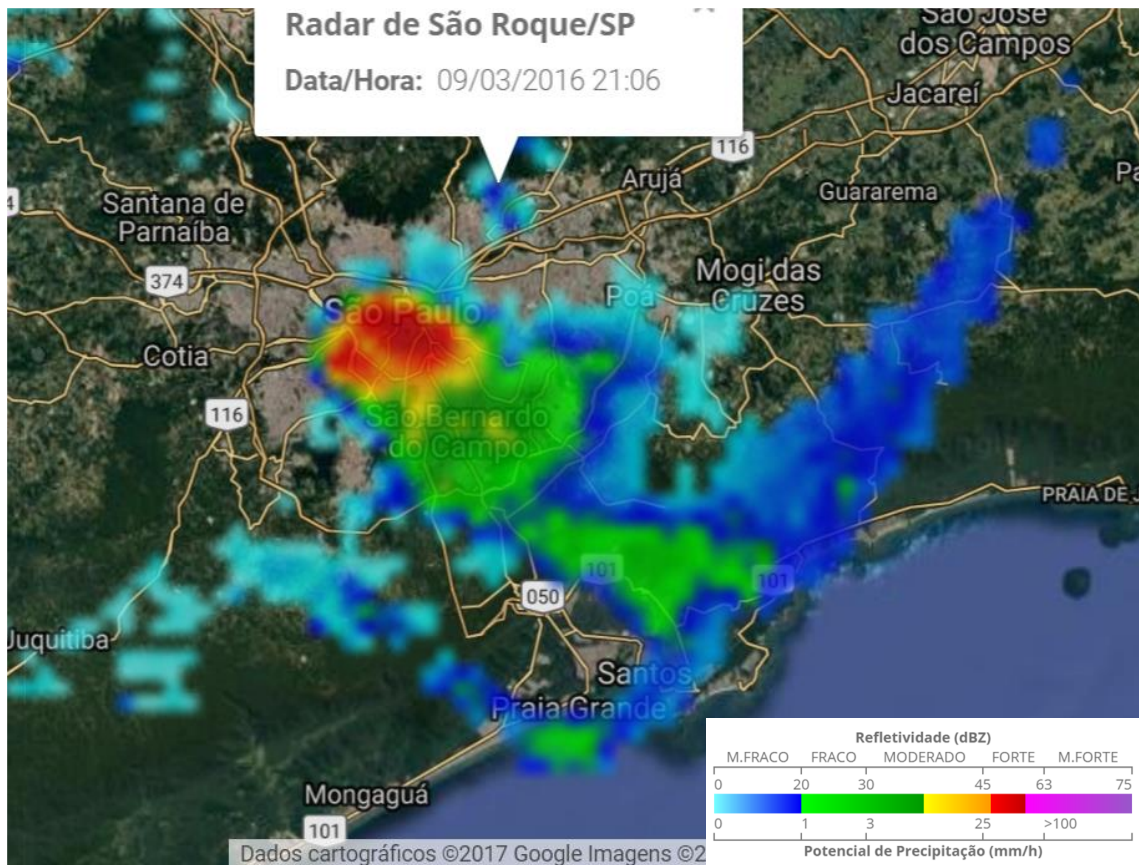 Radar de São Roque/SP
Data/Hora: 09/03/2016 21:06
São José
dos Campos
Jacareí
116
Arujá
Guararema
Santana de
Parnaíba
374
Mogi das
Cruzes
Poá
São Paulo
Cotia
116
São Bernardo
do Campo
PRAIA DE
101
101
050
Juquitiba
Santos
Praia Grande
Mongaguá
101
Dados cartográficos ©2017 Google Imagens ©2
Refletividade (dBZ)
M.FRACO FRACO MODERADO FORTE M.FORTE
0 20 30 45 63 75
0 1 3 25 >100
Potencial de Precipitação (mm/h)